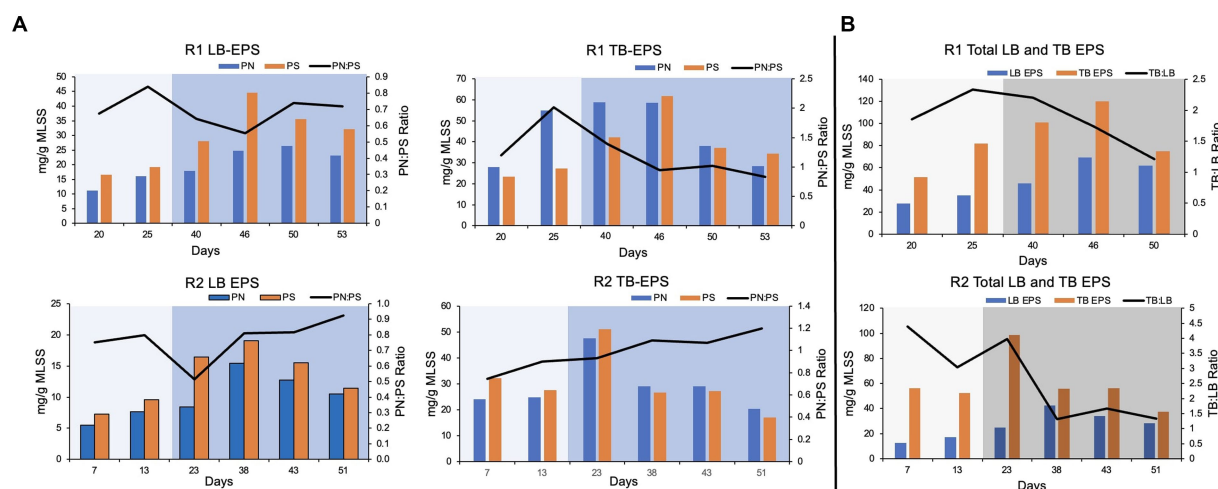 A
B
R1 LB-EPS
PN PS PN:PS
mg/g MLSS
50
45
40
35
30
25
20
15
10
5
0
0.9
0.8
0.7
0.6
0.5
0.4
0.3
0.2
0.1
0
PN:PS Ratio
20 25 40 46 50 53
Days
R1 TB-EPS
PN PS PN:PS
mg/g MLSS
70
60
50
40
30
20
10
0
2.5
2
1.5
1
0.5
0
PN:PS Ratio
20 25 40 46 50 53
Days
R1 Total LB and TB EPS
LB EPS TB EPS TB:LB
mg/g MLSS
140
120
100
80
60
40
20
0
2.5
2
1.5
1
0.5
0
TB:LB Ratio
20 25 40 46 50
Days
R2 LB EPS
PN PS PN:PS
mg/g MLSS
25
20
15
10
5
0
1.0
0.9
0.8
0.7
0.6
0.5
0.4
0.3
0.2
0.1
0.0
PN:PS Ratio
7 13 23 38 43 51
Days
R2 TB-EPS
PN PS PN:PS
mg/g MLSS
60
50
40
30
20
10
0
1.4
1.2
1
0.8
0.6
0.4
0.2
0
PN:PS Ratio
7 13 23 38 43 51
Days
R2 Total LB and TB EPS
LB EPS TB EPS TB:LB
mg/g MLSS
120
100
80
60
40
20
0
5
4.5
4
3.5
3
2.5
2
1.5
1
0.5
0
TB:LB Ratio
7 13 23 38 43 51
Days